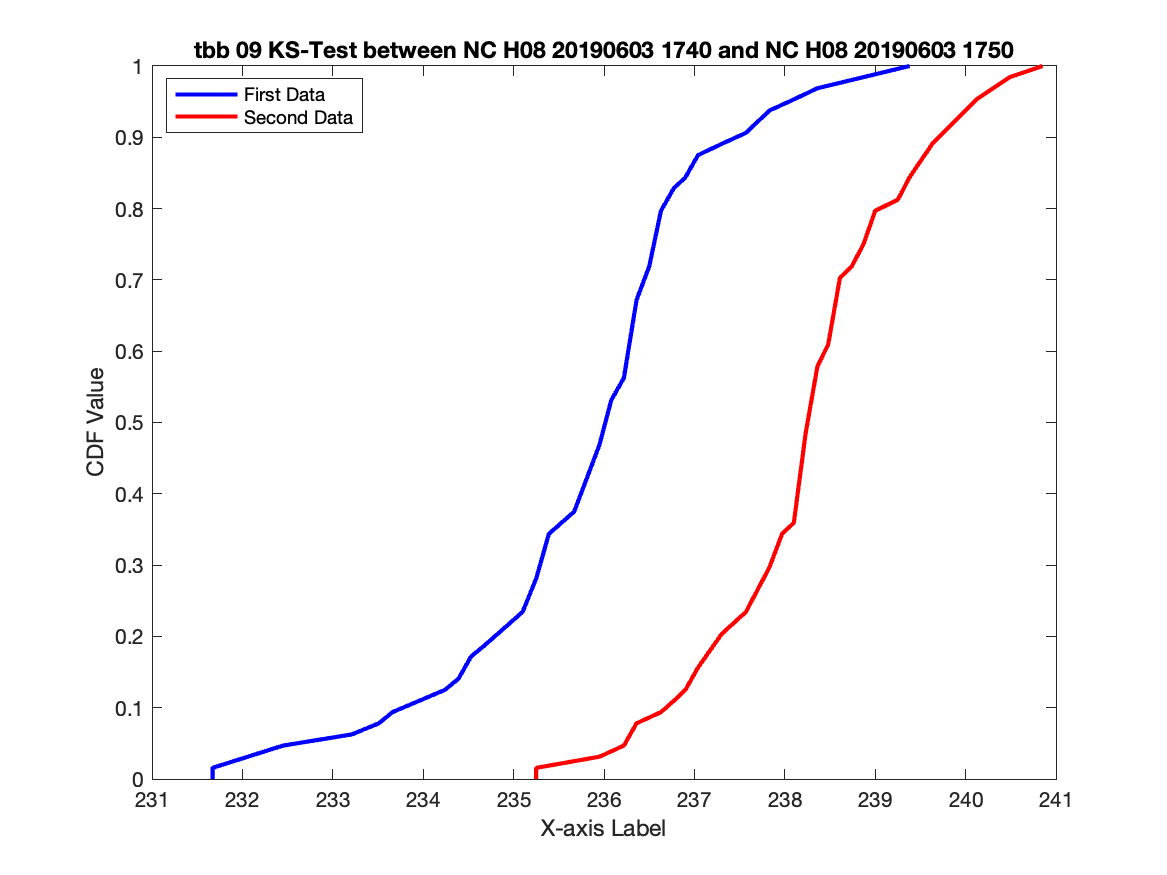 tbb 09 KS-Test between NC H08 20190603 1740 and NC H08 20190603 1750
First Data
Second Data
CDF Value
1
0.9
0.8
0.7
0.6
0.5
0.4
0.3
0.2
0.1
0
231 232 233 234 235 236 237 238 239 240 241
X-axis Label